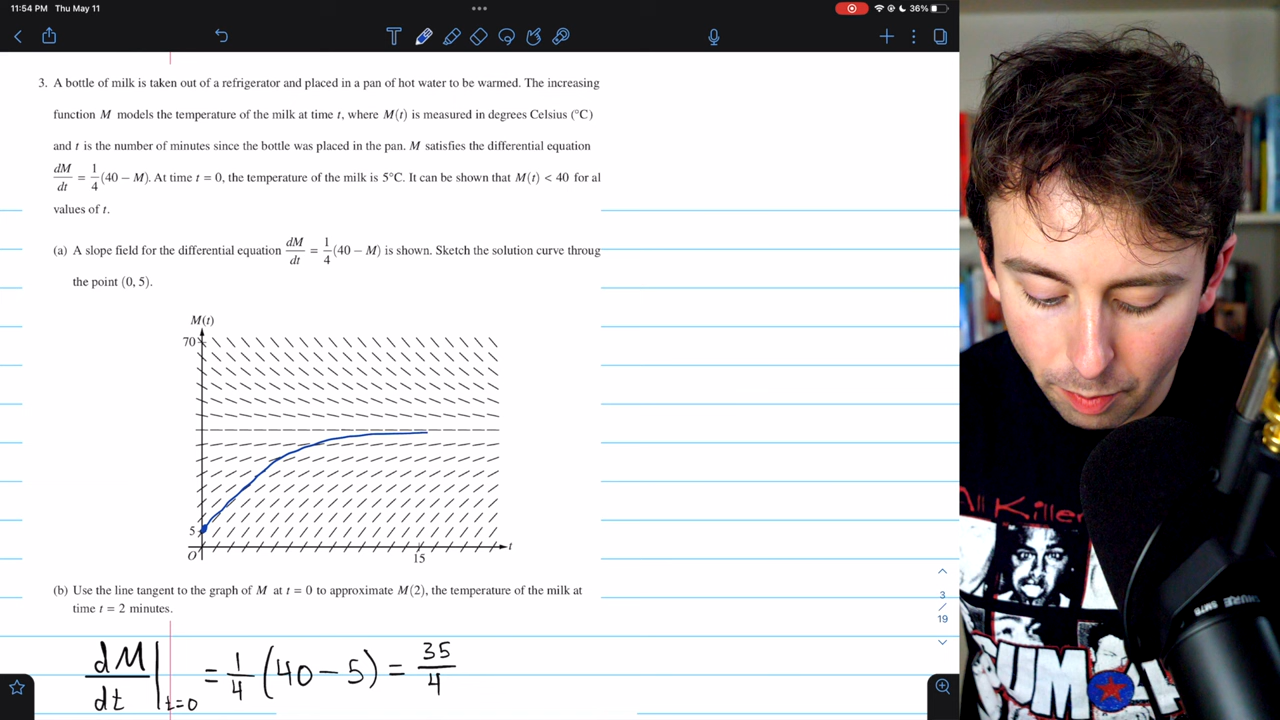 11:54 PM Thu May 11
36%
3. A bottle of milk is taken out of a refrigerator and placed in a pan of hot water to be warmed. The increasing
function M models the temperature of the milk at time t, where M(t) is measured in degrees Celsius (°C)
and t is the number of minutes since the bottle was placed in the pan. M satisfies the differential equation
dM/dt = 1/4(40 − M). At time t = 0, the temperature of the milk is 5°C. It can be shown that M(t) < 40 for al
values of t.
(a) A slope field for the differential equation dM/dt = 1/4(40 − M) is shown. Sketch the solution curve throug
the point (0, 5).
M(t)
70
5
O
15
t
(b) Use the line tangent to the graph of M at t = 0 to approximate M(2), the temperature of the milk at
time t = 2 minutes.
dM/dt|t=0 = 1/4(40−5) = 35/4
3
/
19
All Killer
SUM 41
SHURE SM7B